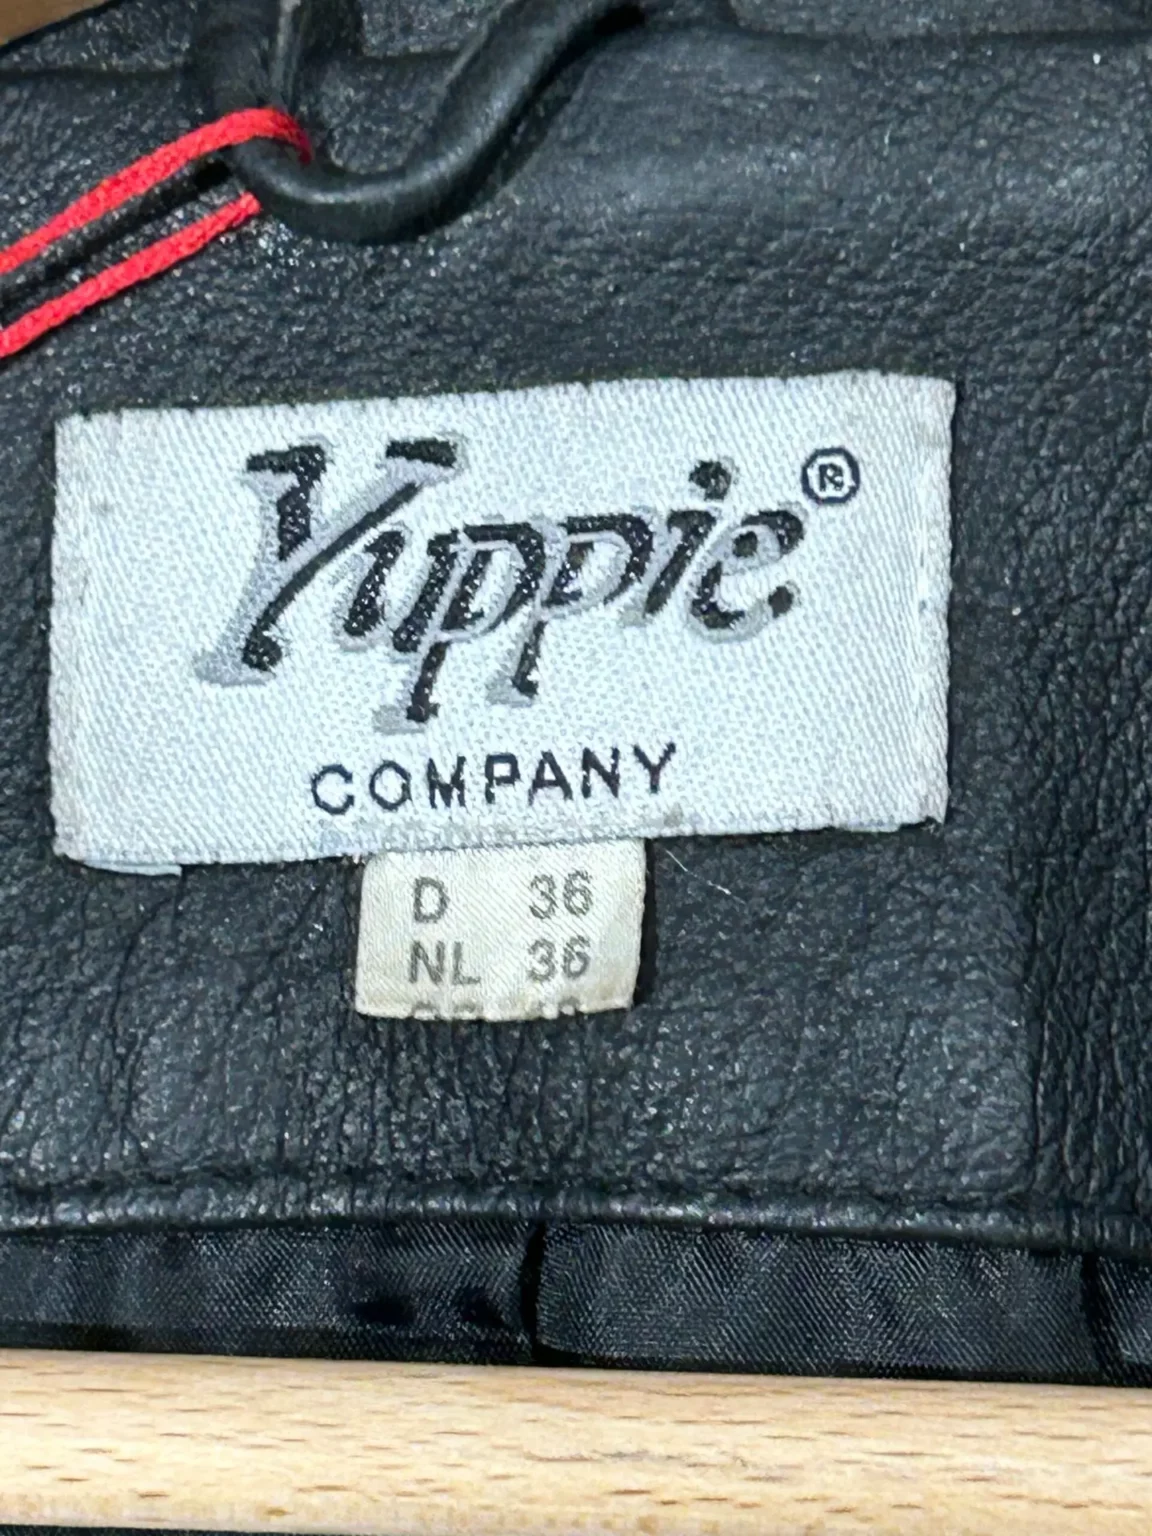 Yuppie ®
COMPANY
D 36
NL 36